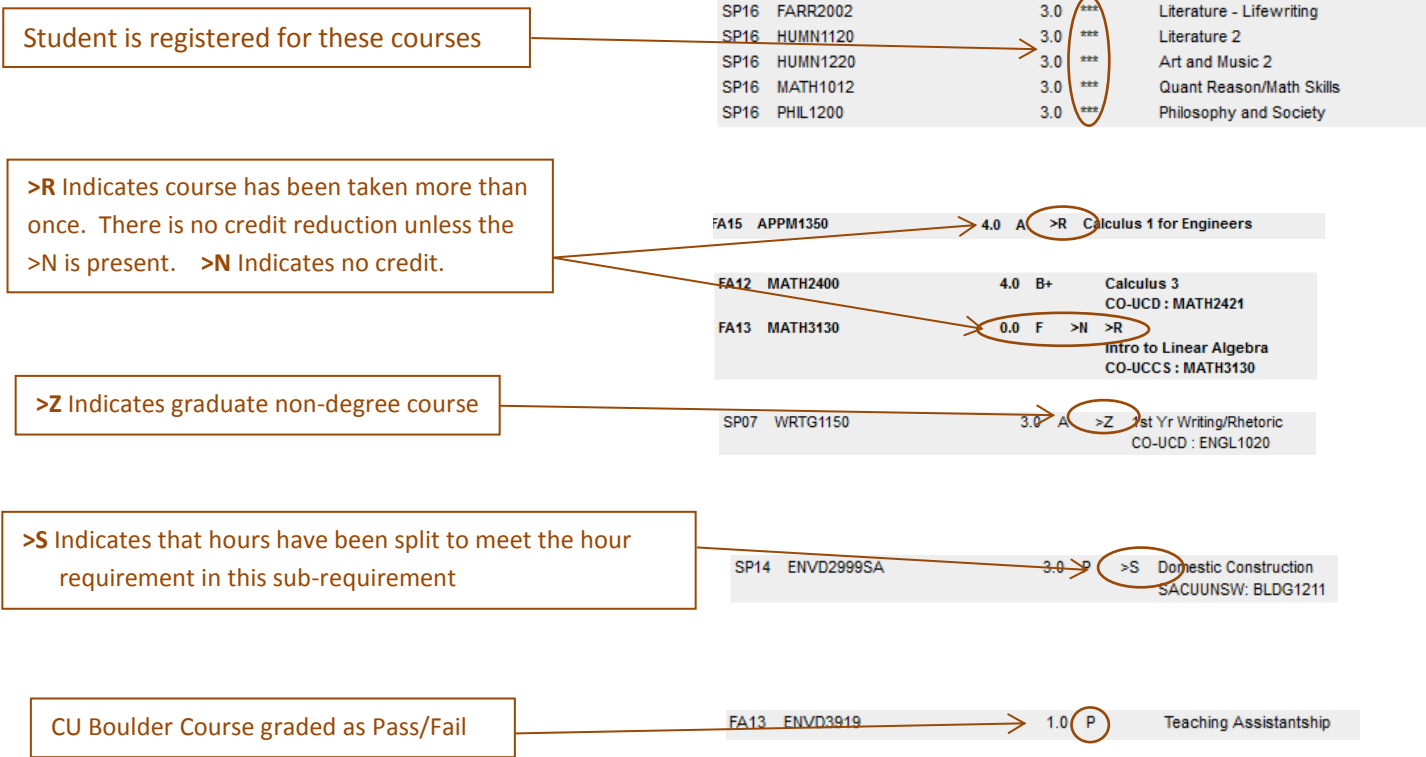 Student is registered for these courses
SP16 FARR2002 3.0 *** Literature - Lifewriting
SP16 HUMN1120 3.0 *** Literature 2
SP16 HUMN1220 3.0 *** Art and Music 2
SP16 MATH1012 3.0 *** Quant Reason/Math Skills
SP16 PHIL1200 3.0 *** Philosophy and Society
>R Indicates course has been taken more than
once. There is no credit reduction unless the
>N is present. >N Indicates no credit.
FA15 APPM1350 4.0 A >R Calculus 1 for Engineers
FA12 MATH2400 4.0 B+ Calculus 3
CO-UCD : MATH2421
FA13 MATH3130 0.0 F >N >R
Intro to Linear Algebra
CO-UCCS : MATH3130
>Z Indicates graduate non-degree course
SP07 WRTG1150 3.0 A >Z 1st Yr Writing/Rhetoric
CO-UCD : ENGL1020
>S Indicates that hours have been split to meet the hour
requirement in this sub-requirement
SP14 ENVD2999SA 3.0 P >S Domestic Construction
SACUUNSW: BLDG1211
CU Boulder Course graded as Pass/Fail
FA13 ENVD3919 1.0 P Teaching Assistantship